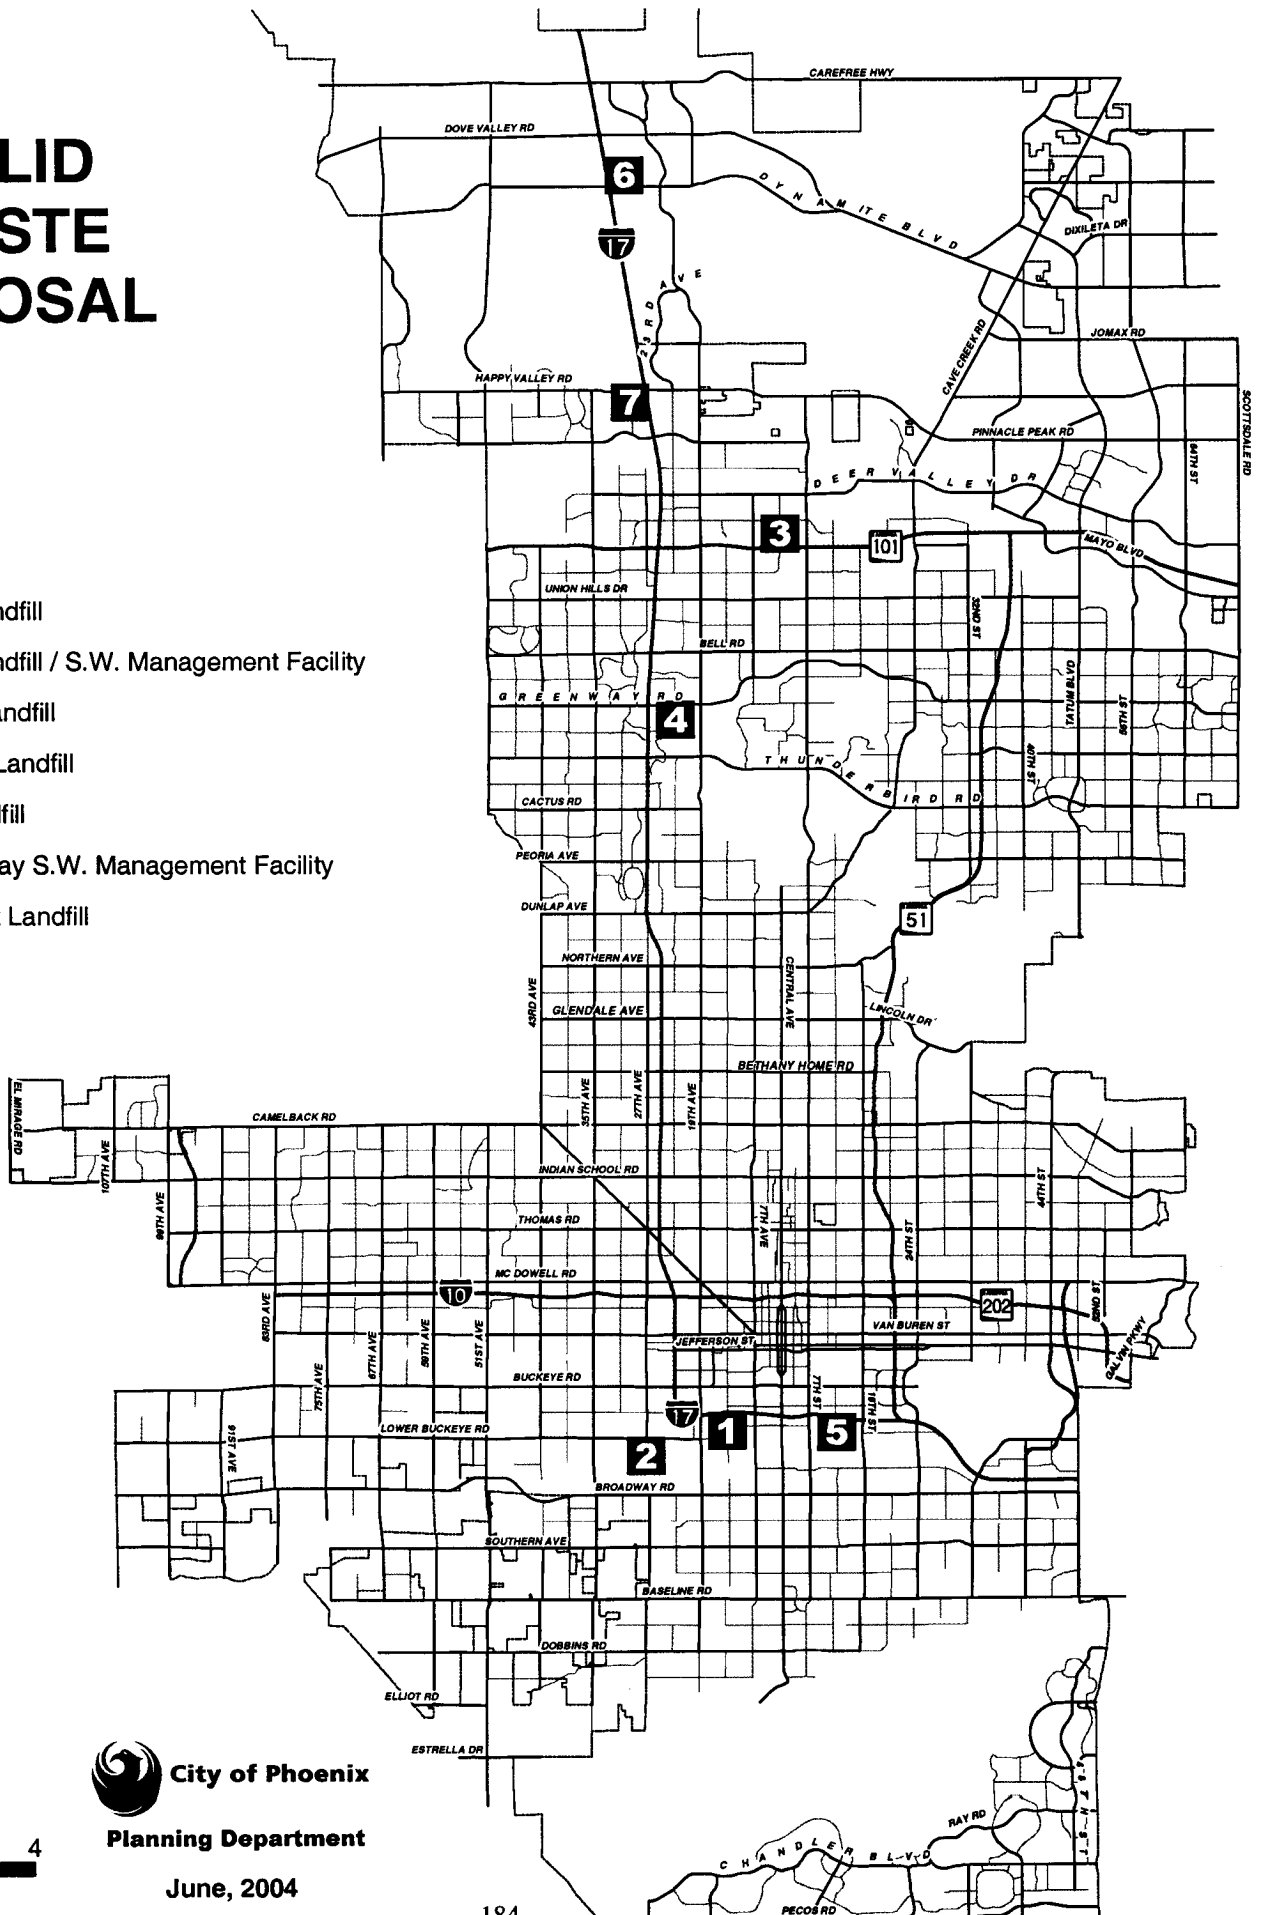 LID
STE
OSAL
ndfill
ndfill / S.W. Management Facility
andfill
Landfill
fill
ay S.W. Management Facility
t Landfill
CAREFREE HWY
DOVE VALLEY RD
6
DYNAMITE BLVD
17
DIXILETA DR
23RD AVE
JOMAX RD
CAVE CREEK RD
HAPPY VALLEY RD
7
SCOTTSDALE RD
PINNACLE PEAK RD
64TH ST
DEER VALLEY DR
3
101
MAYO BLVD
UNION HILLS DR
32ND ST
BELL RD
GREENWAY RD
TATUM BLVD
56TH ST
4
40TH ST
THUNDERBIRD RD
CACTUS RD
PEORIA AVE
DUNLAP AVE
51
NORTHERN AVE
CENTRAL AVE
43RD AVE
GLENDALE AVE
LINCOLN DR
BETHANY HOME RD
35TH AVE
27TH AVE
19TH AVE
EL MIRAGE RD
CAMELBACK RD
107TH AVE
INDIAN SCHOOL RD
44TH ST
99TH AVE
THOMAS RD
7TH AVE
24TH ST
MC DOWELL RD
10
202
52ND ST
83RD AVE
VAN BUREN ST
67TH AVE
59TH AVE
51ST AVE
JEFFERSON ST
GALVIN PKWY
75TH AVE
BUCKEYE RD
7TH ST
16TH ST
17
1
5
LOWER BUCKEYE RD
91ST AVE
2
BROADWAY RD
SOUTHERN AVE
BASELINE RD
DOBBINS RD
ELLIOT RD
ESTRELLA DR
City of Phoenix
48TH ST
RAY RD
Planning Department
4
CHANDLER BLVD
June, 2004
184
PECOS RD